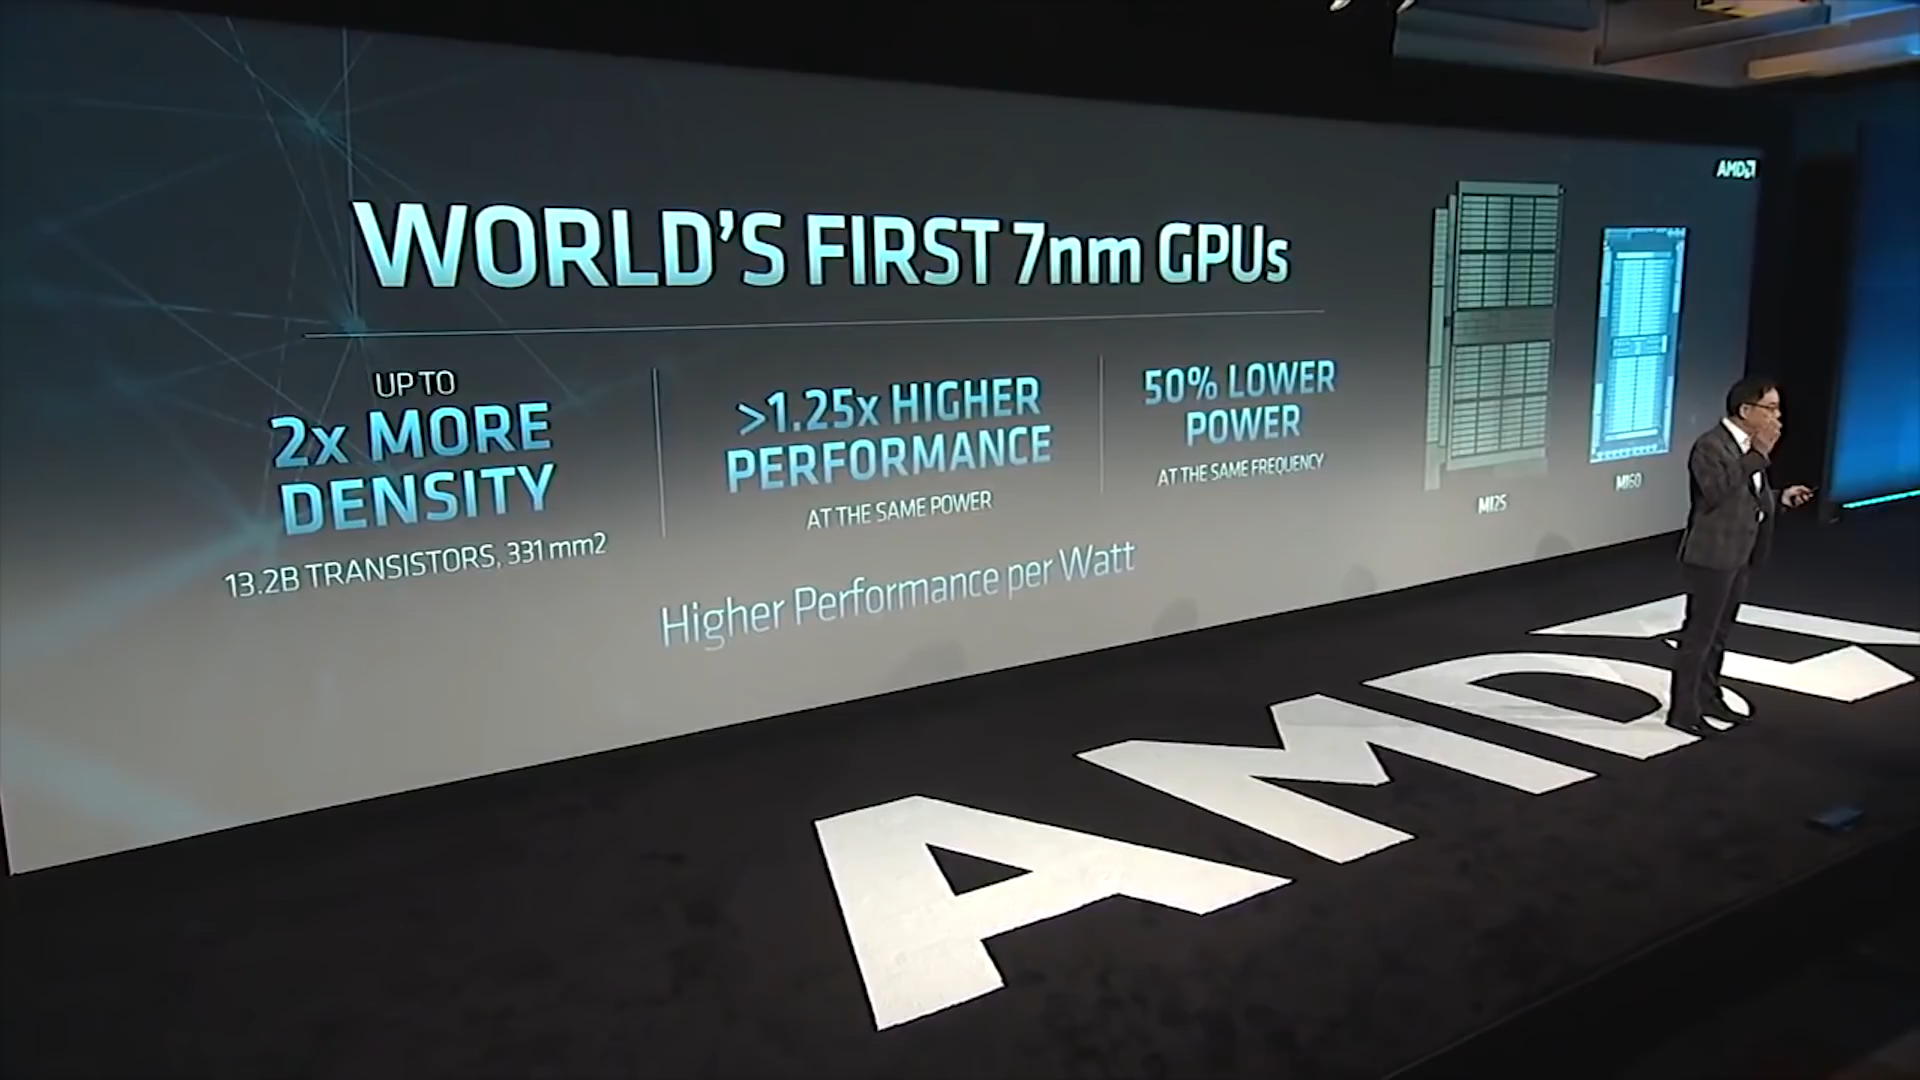 AMD
WORLD'S FIRST 7nm GPUs
UP TO
2x MORE
DENSITY
13.2B TRANSISTORS, 331 mm2
>1.25x HIGHER
PERFORMANCE
AT THE SAME POWER
50% LOWER
POWER
AT THE SAME FREQUENCY
Higher Performance per Watt
MI25
MI60
AMD